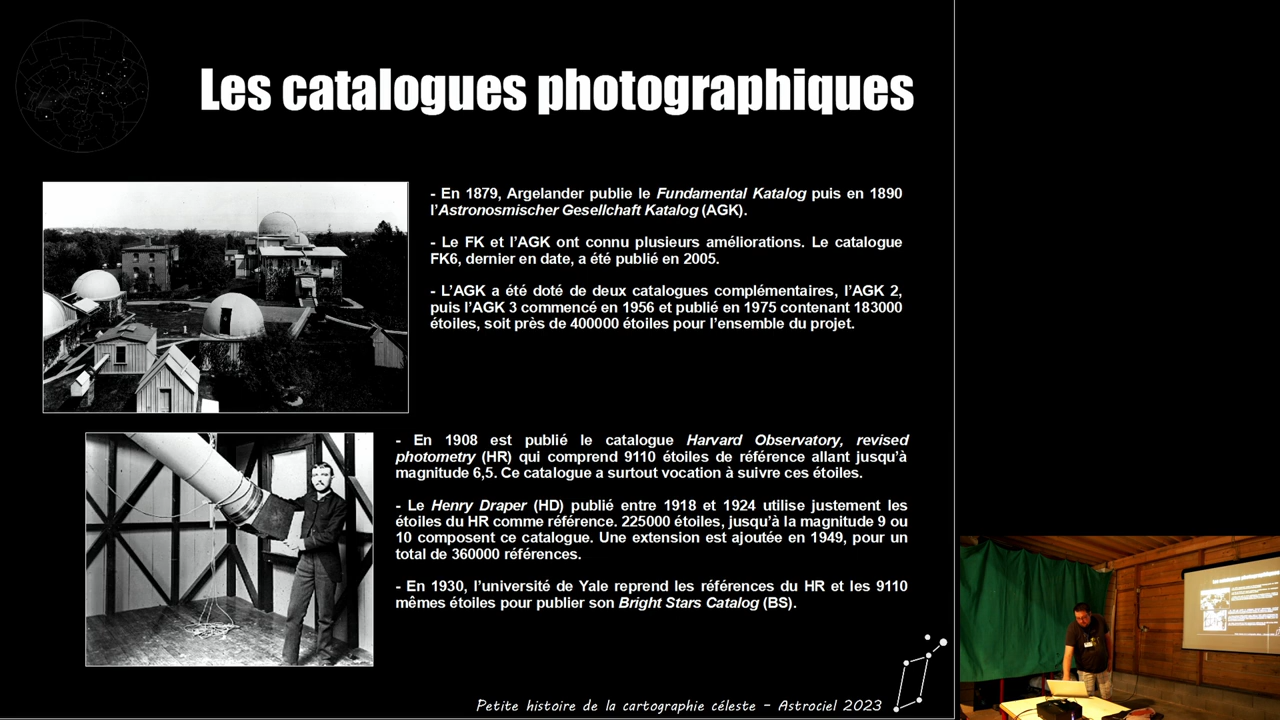 Les catalogues photographiques
- En 1879, Argelander publie le Fundamental Katalog puis en 1890
l'Astronosmischer Gesellchaft Katalog (AGK).
- Le FK et l'AGK ont connu plusieurs améliorations. Le catalogue
FK6, dernier en date, a été publié en 2005.
- L'AGK a été doté de deux catalogues complémentaires, l'AGK 2,
puis l'AGK 3 commencé en 1956 et publié en 1975 contenant 183000
étoiles, soit près de 400000 étoiles pour l'ensemble du projet.
- En 1908 est publié le catalogue Harvard Observatory, revised
photometry (HR) qui comprend 9110 étoiles de référence allant jusqu'à
magnitude 6,5. Ce catalogue a surtout vocation à suivre ces étoiles.
- Le Henry Draper (HD) publié entre 1918 et 1924 utilise justement les
étoiles du HR comme référence. 225000 étoiles, jusqu'à la magnitude 9 ou
10 composent ce catalogue. Une extension est ajoutée en 1949, pour un
total de 360000 références.
- En 1930, l'université de Yale reprend les références du HR et les 9110
mêmes étoiles pour publier son Bright Stars Catalog (BS).
Petite histoire de la cartographie céleste - Astrociel 2023